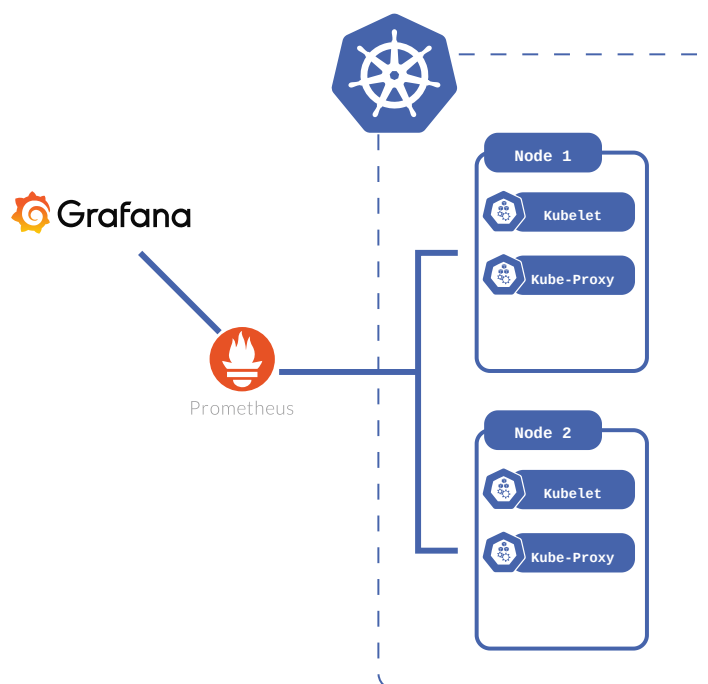 Node 1
Kubelet
Kube-Proxy
Grafana
Prometheus
Node 2
Kubelet
Kube-Proxy